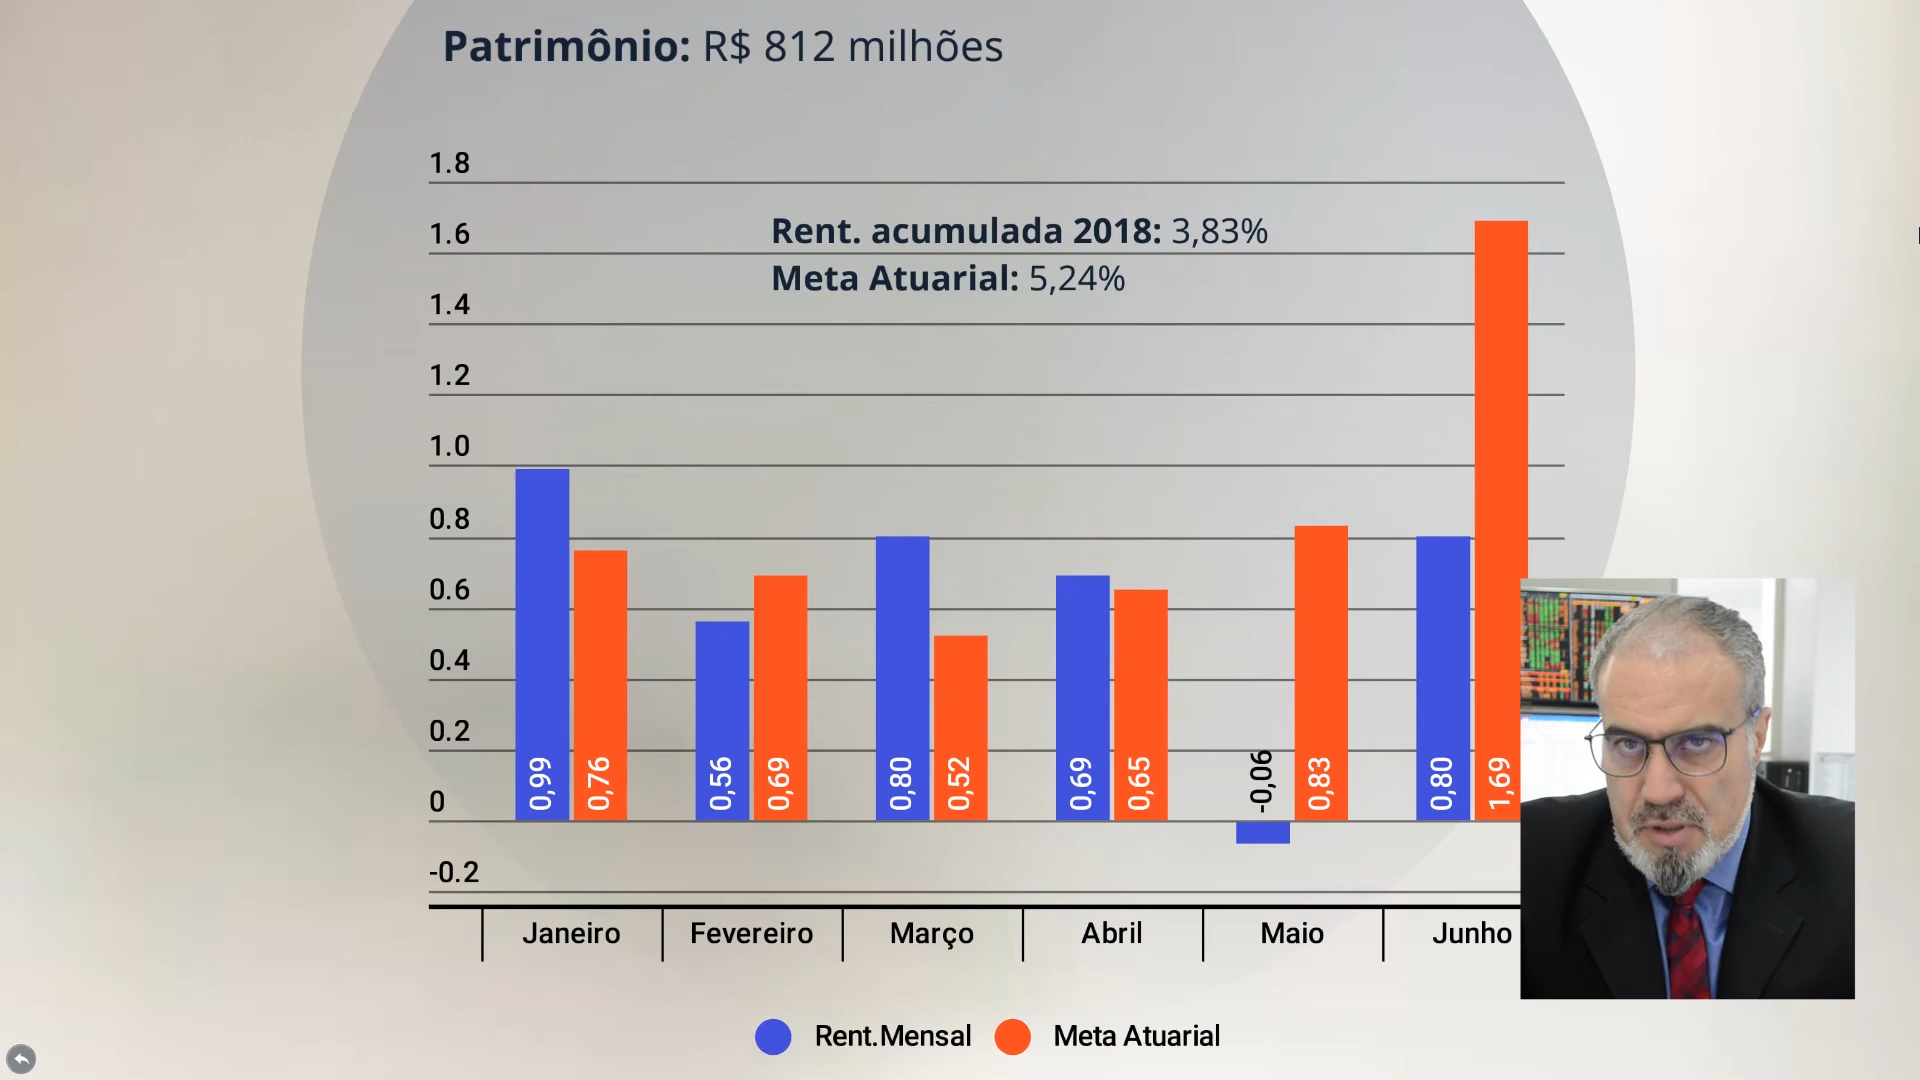 Patrimônio: R$ 812 milhões
1.8
Rent. acumulada 2018: 3,83%
1.6
Meta Atuarial: 5,24%
1.4
1.2
1.0
0.8
0.6
0.4
0.2
0
-0.2
0,99
0,76
0,56
0,69
0,80
0,52
0,69
0,65
-0,06
0,83
0,80
1,69
Janeiro
Fevereiro
Março
Abril
Maio
Junho
Rent.Mensal
Meta Atuarial